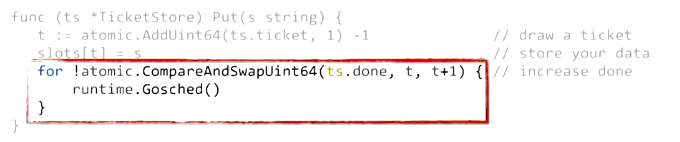 func (ts *TicketStore) Put(s string) {
t := atomic.AddUint64(ts.ticket, 1) -1 // draw a ticket
slots[t] = s // store your data
for !atomic.CompareAndSwapUint64(ts.done, t, t+1) { // increase done
runtime.Gosched()
}
}